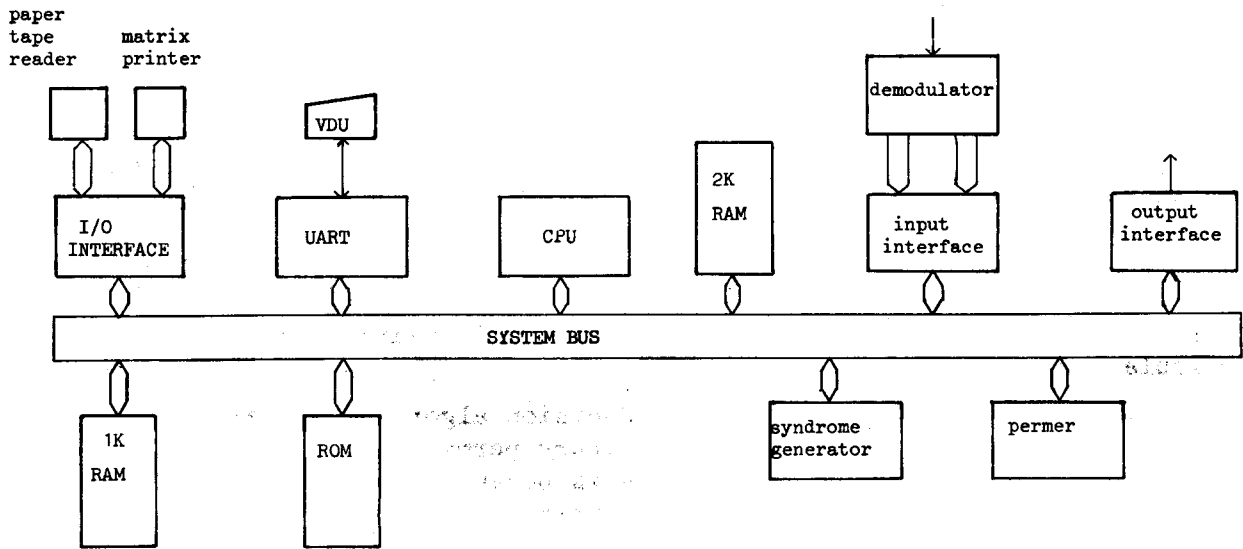 paper
tape
reader
matrix
printer
VDU
demodulator
I/O
INTERFACE
UART
CPU
2K
RAM
input
interface
output
interface
SYSTEM BUS
1K
RAM
ROM
syndrome
generator
permer